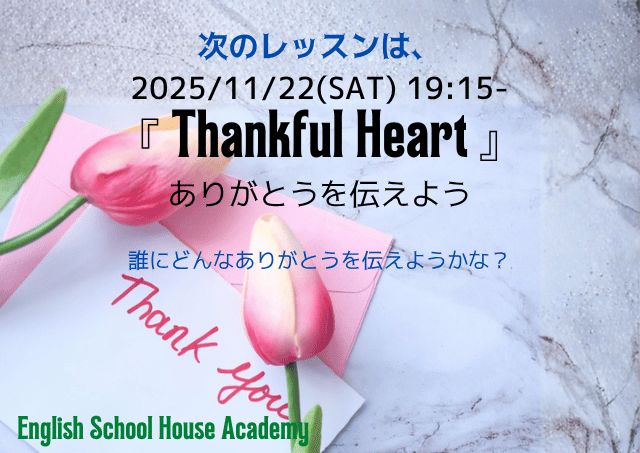 次のレッスンは、
2025/11/22(SAT) 19:15-
『 Thankful Heart 』
ありがとうを伝えよう
誰にどんなありがとうを伝えようかな？
Thank you
English School House Academy